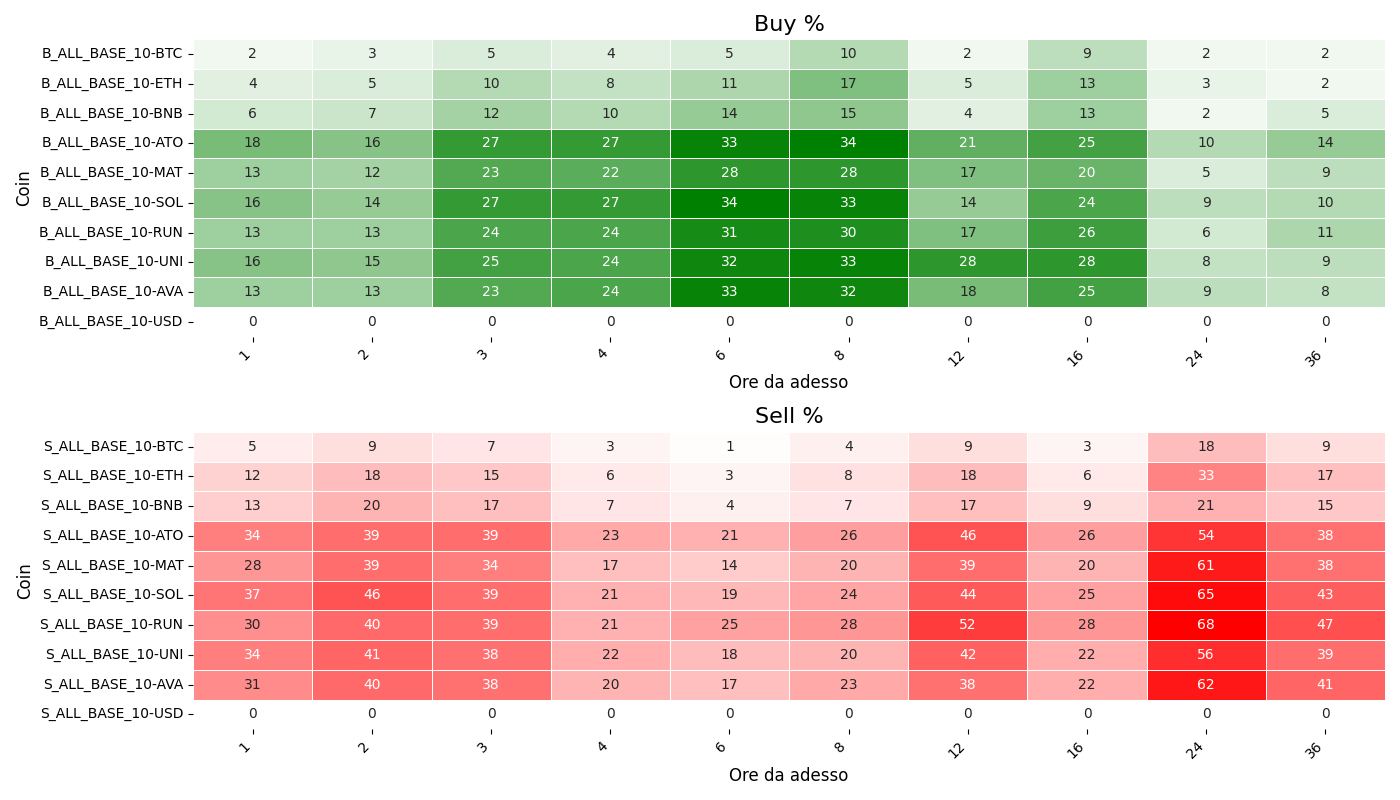 Buy %
Coin
B_ALL_BASE_10-BTC 2 3 5 4 5 10 2 9 2 2
B_ALL_BASE_10-ETH 4 5 10 8 11 17 5 13 3 2
B_ALL_BASE_10-BNB 6 7 12 10 14 15 4 13 2 5
B_ALL_BASE_10-ATO 18 16 27 27 33 34 21 25 10 14
B_ALL_BASE_10-MAT 13 12 23 22 28 28 17 20 5 9
B_ALL_BASE_10-SOL 16 14 27 27 34 33 14 24 9 10
B_ALL_BASE_10-RUN 13 13 24 24 31 30 17 26 6 11
B_ALL_BASE_10-UNI 16 15 25 24 32 33 28 28 8 9
B_ALL_BASE_10-AVA 13 13 23 24 33 32 18 25 9 8
B_ALL_BASE_10-USD 0 0 0 0 0 0 0 0 0 0
1 2 3 4 6 8 12 16 24 36
Ore da adesso
Sell %
Coin
S_ALL_BASE_10-BTC 5 9 7 3 1 4 9 3 18 9
S_ALL_BASE_10-ETH 12 18 15 6 3 8 18 6 33 17
S_ALL_BASE_10-BNB 13 20 17 7 4 7 17 9 21 15
S_ALL_BASE_10-ATO 34 39 39 23 21 26 46 26 54 38
S_ALL_BASE_10-MAT 28 39 34 17 14 20 39 20 61 38
S_ALL_BASE_10-SOL 37 46 39 21 19 24 44 25 65 43
S_ALL_BASE_10-RUN 30 40 39 21 25 28 52 28 68 47
S_ALL_BASE_10-UNI 34 41 38 22 18 20 42 22 56 39
S_ALL_BASE_10-AVA 31 40 38 20 17 23 38 22 62 41
S_ALL_BASE_10-USD 0 0 0 0 0 0 0 0 0 0
1 2 3 4 6 8 12 16 24 36
Ore da adesso